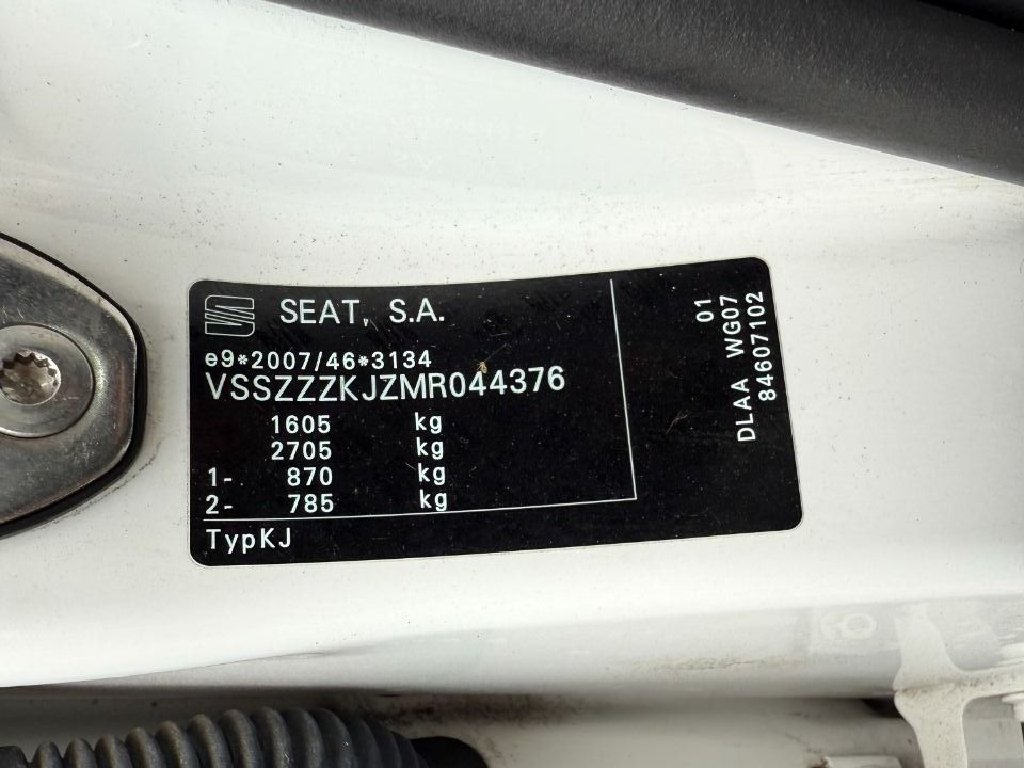 SEAT, S.A.
e9*2007/46*3134
VSSZZZKJZMR044376
1605 kg
2705 kg
1- 870 kg
2- 785 kg
TypKJ
01
DLAA WG07
84607102